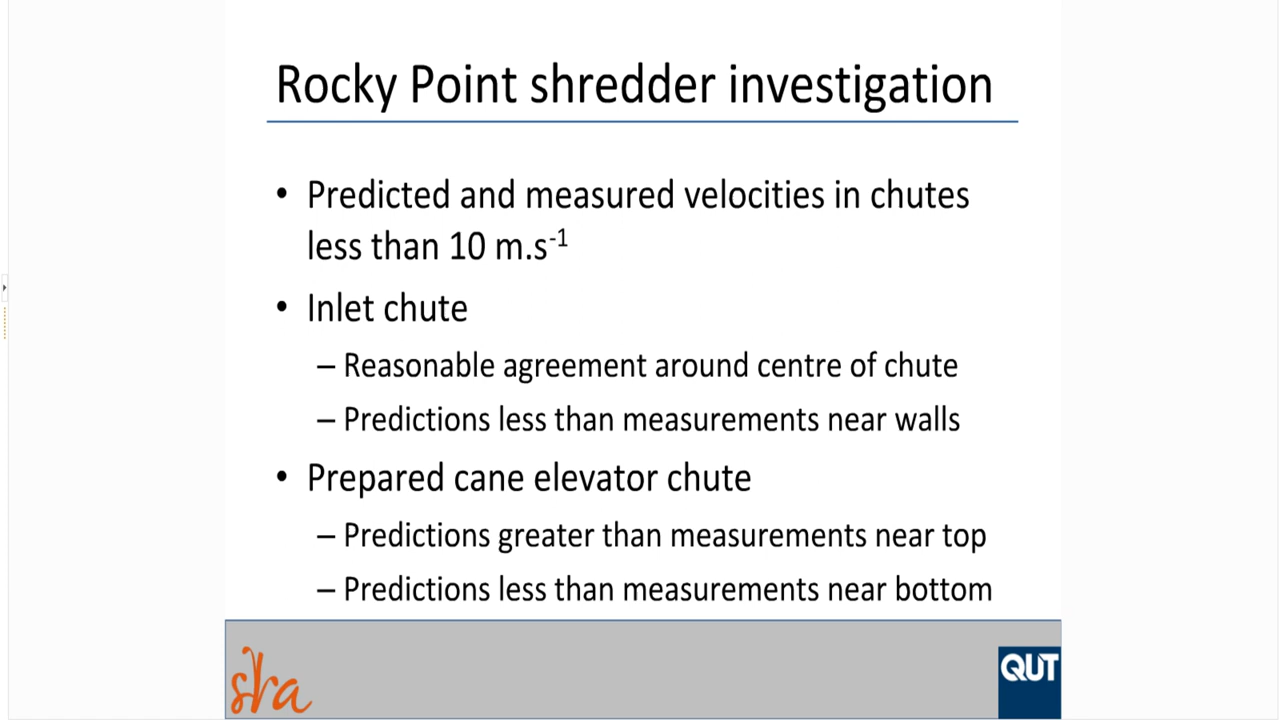 Rocky Point shredder investigation
• Predicted and measured velocities in chutes
less than 10 m.s⁻¹
• Inlet chute
– Reasonable agreement around centre of chute
– Predictions less than measurements near walls
• Prepared cane elevator chute
– Predictions greater than measurements near top
– Predictions less than measurements near bottom
sra
QUT